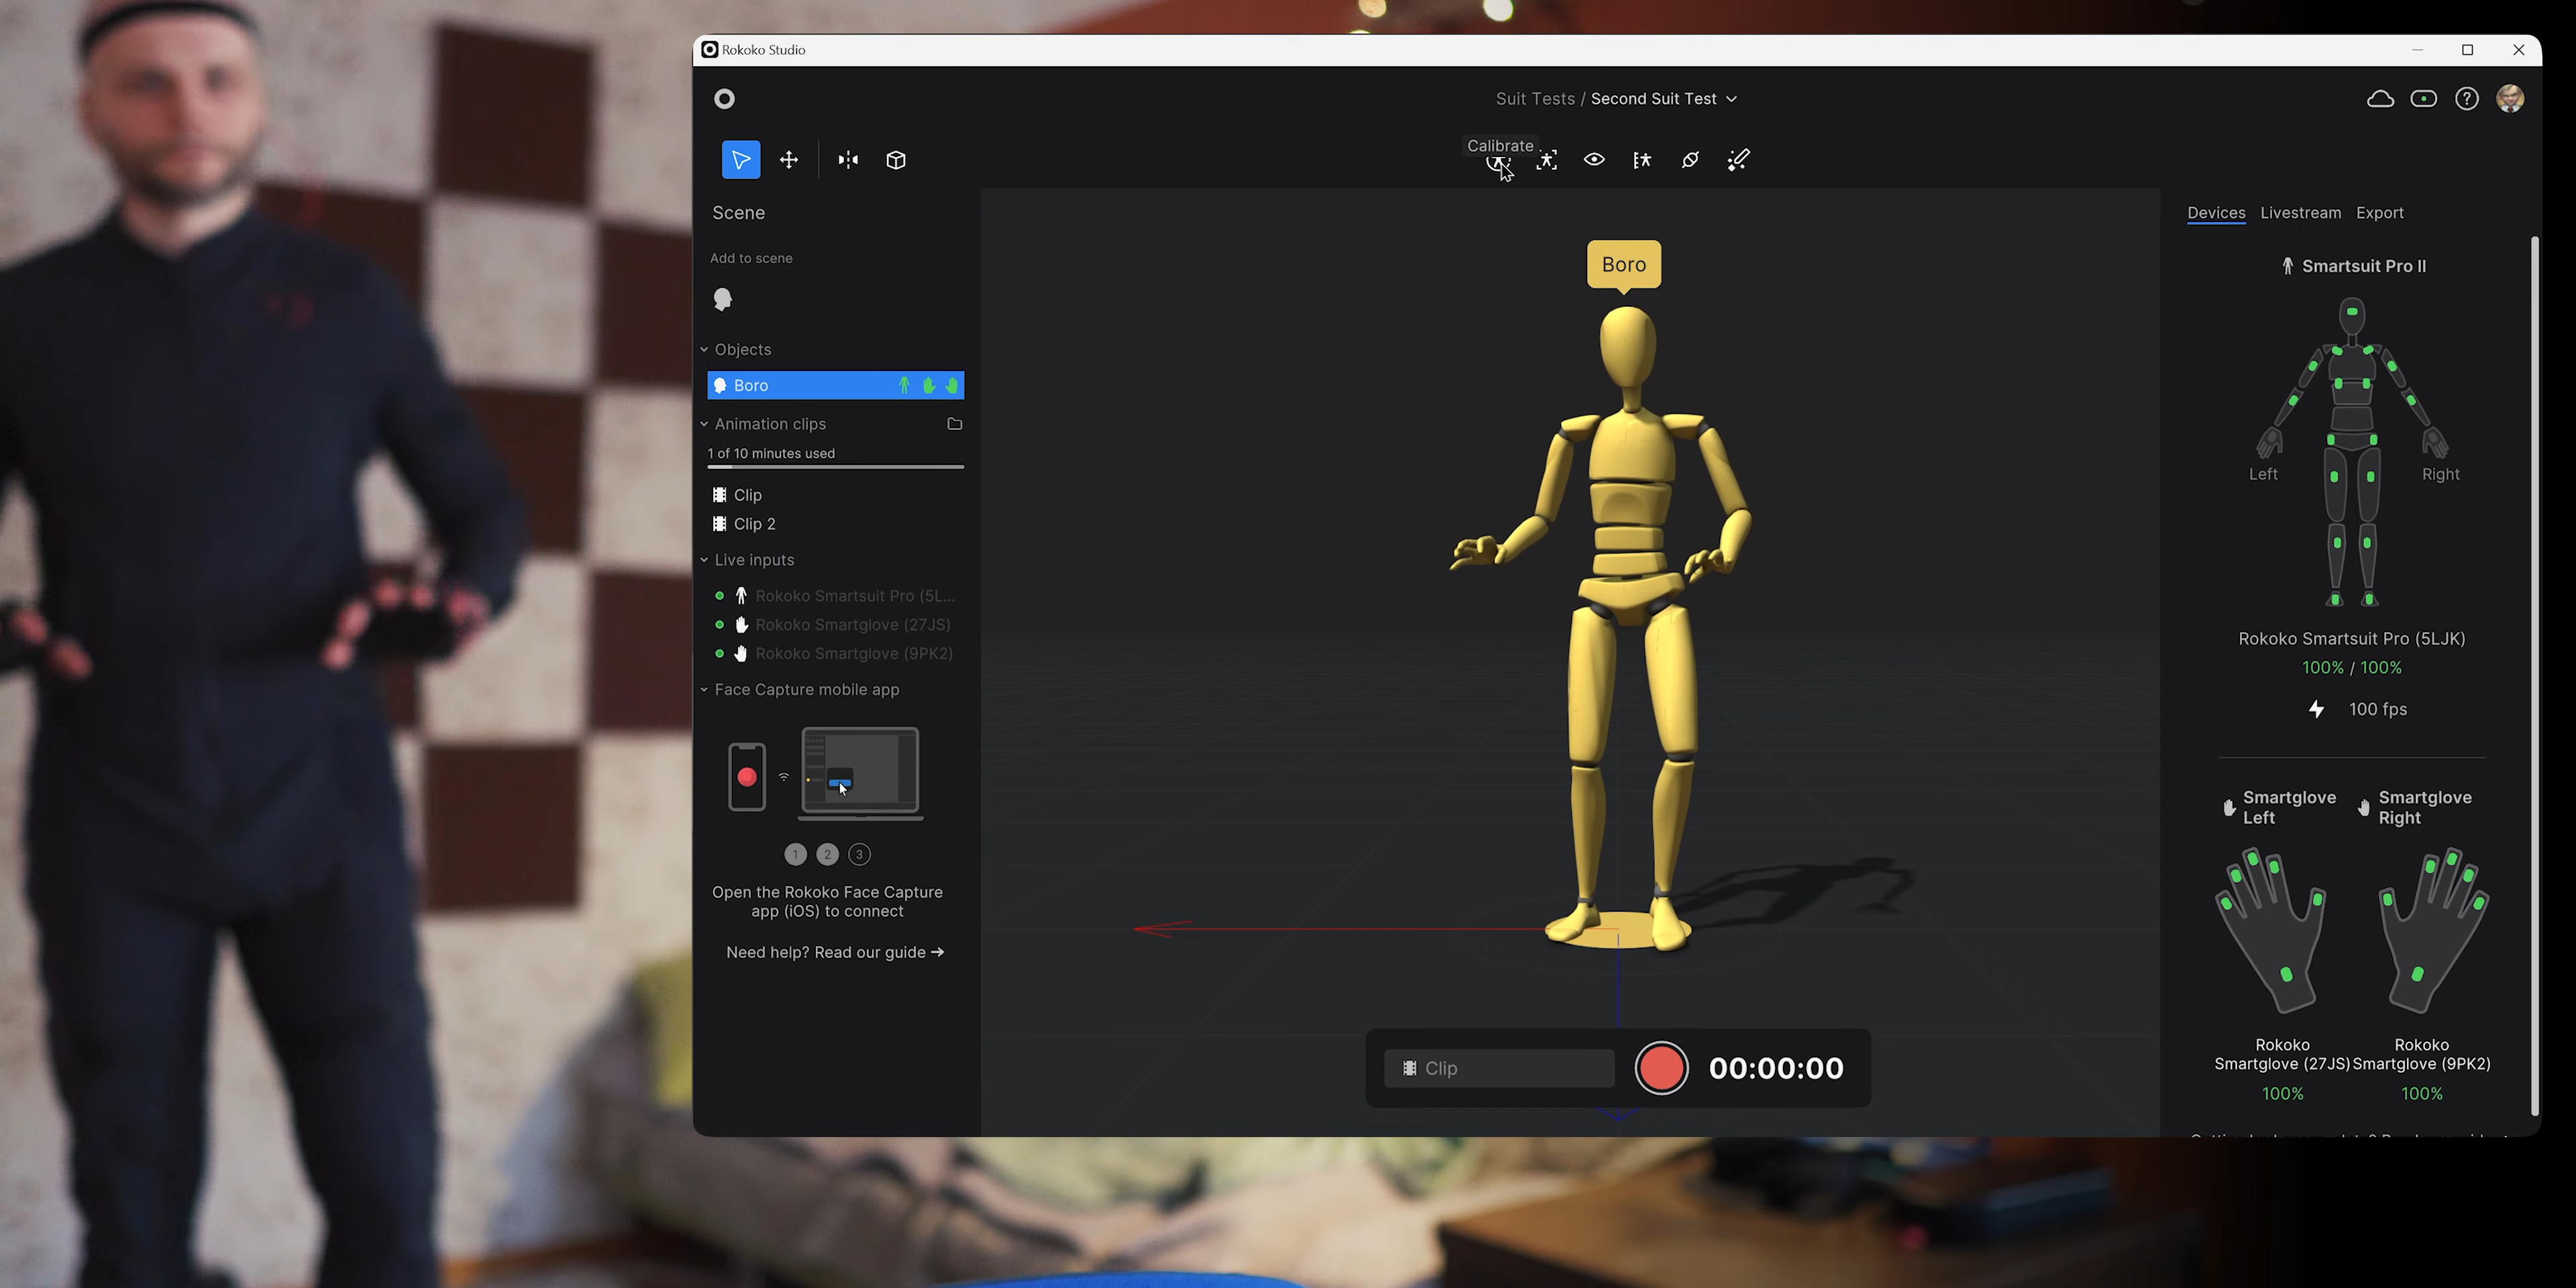 Rokoko Studio
Suit Tests / Second Suit Test
Calibrate
Scene
Add to scene
Objects
Boro
Animation clips
1 of 10 minutes used
Clip
Clip 2
Live inputs
Rokoko Smartsuit Pro (5L...
Rokoko Smartglove (27JS)
Rokoko Smartglove (9PK2)
Face Capture mobile app
1 2 3
Open the Rokoko Face Capture
app (iOS) to connect
Need help? Read our guide →
Boro
Clip
00:00:00
Devices Livestream Export
Smartsuit Pro II
Left Right
Rokoko Smartsuit Pro (5LJK)
100% / 100%
100 fps
Smartglove
Left
Smartglove
Right
Rokoko
Smartglove (27JS)
100%
Rokoko
Smartglove (9PK2)
100%